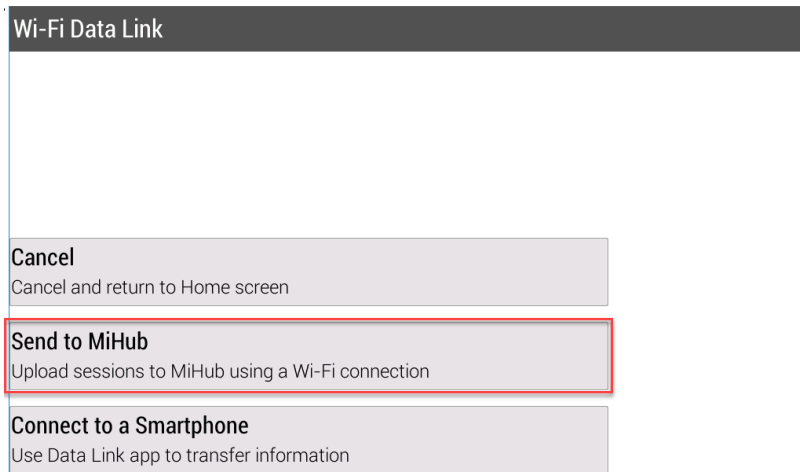 Wi-Fi Data Link
Cancel
Cancel and return to Home screen
Send to MiHub
Upload sessions to MiHub using a Wi-Fi connection
Connect to a Smartphone
Use Data Link app to transfer information